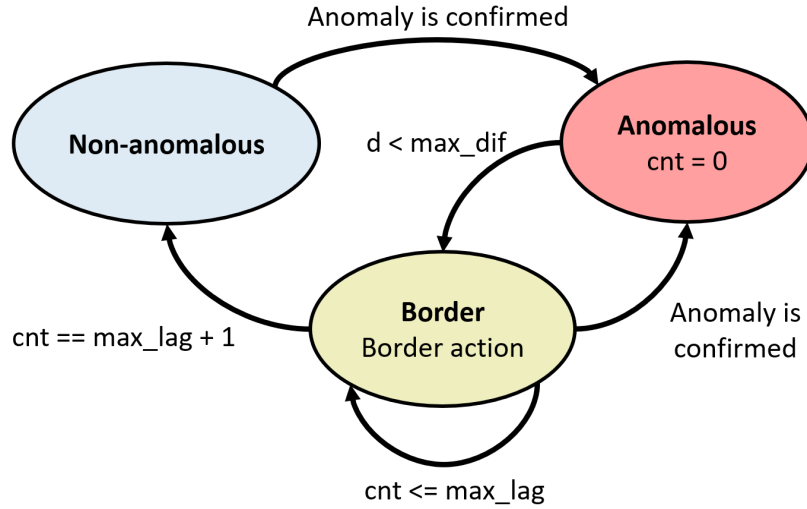 Anomaly is confirmed
Non-anomalous
Anomalous
cnt = 0
d < max_dif
Border
Border action
cnt == max_lag + 1
Anomaly is
confirmed
cnt <= max_lag